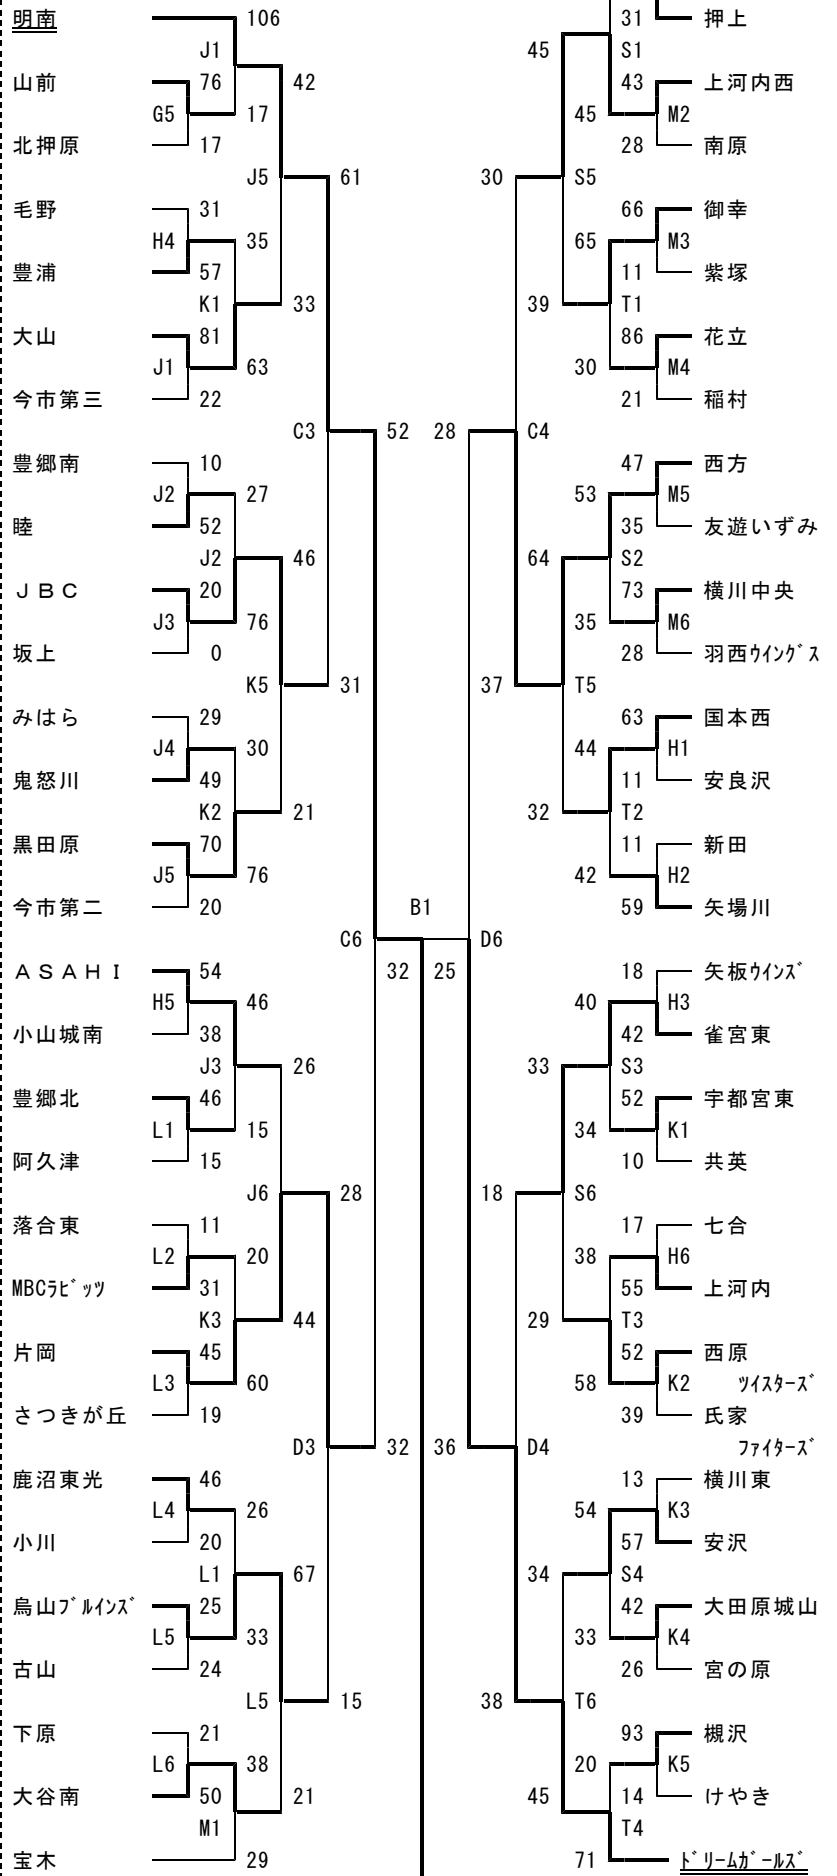 明南 106 31 押上
J1 45 S1
山前 76 42 43 上河内西
G5 17 45 M2
北押原 17 28 南原
J5 61 30 S5
毛野 31 66 御幸
H4 35 65 M3
豊浦 57 11 紫塚
K1 33 39 T1
大山 81 86 花立
J1 63 30 M4
今市第三 22 21 稲村
C3 52 28 C4
豊郷南 10 47 西方
J2 27 53 M5
睦 52 35 友遊いずみ
J2 46 64 S2
ＪＢＣ 20 73 横川中央
J3 76 35 M6
坂上 0 28 羽西ｳｲﾝｸﾞｽ
K5 31 37 T5
みはら 29 63 国本西
J4 30 44 H1
鬼怒川 49 11 安良沢
K2 21 32 T2
黒田原 70 11 新田
J5 76 42 H2
今市第二 20 B1 59 矢場川
C6 D6
ＡＳＡＨＩ 54 32 25 18 矢板ｳｲﾝｽﾞ
H5 46 40 H3
小山城南 38 42 雀宮東
J3 26 33 S3
豊郷北 46 52 宇都宮東
L1 15 34 K1
阿久津 15 10 共英
J6 28 18 S6
落合東 11 17 七合
L2 20 38 H6
MBCﾗﾋﾞｯﾂ 31 55 上河内
K3 44 29 T3
片岡 45 52 西原
L3 60 58 K2 ﾂｲｽﾀｰｽﾞ
さつきが丘 19 39 氏家
D3 32 36 D4 ﾌｧｲﾀｰｽﾞ
鹿沼東光 46 13 横川東
L4 26 54 K3
小川 20 57 安沢
L1 67 34 S4
烏山ﾌﾞﾙｲﾝｽﾞ 25 42 大田原城山
L5 33 33 K4
古山 24 26 宮の原
L5 15 38 T6
下原 21 93 槻沢
L6 38 20 K5
大谷南 50 21 45 14 けやき
M1 T4
宝木 29 71 ﾄﾞﾘｰﾑｶﾞｰﾙｽﾞ